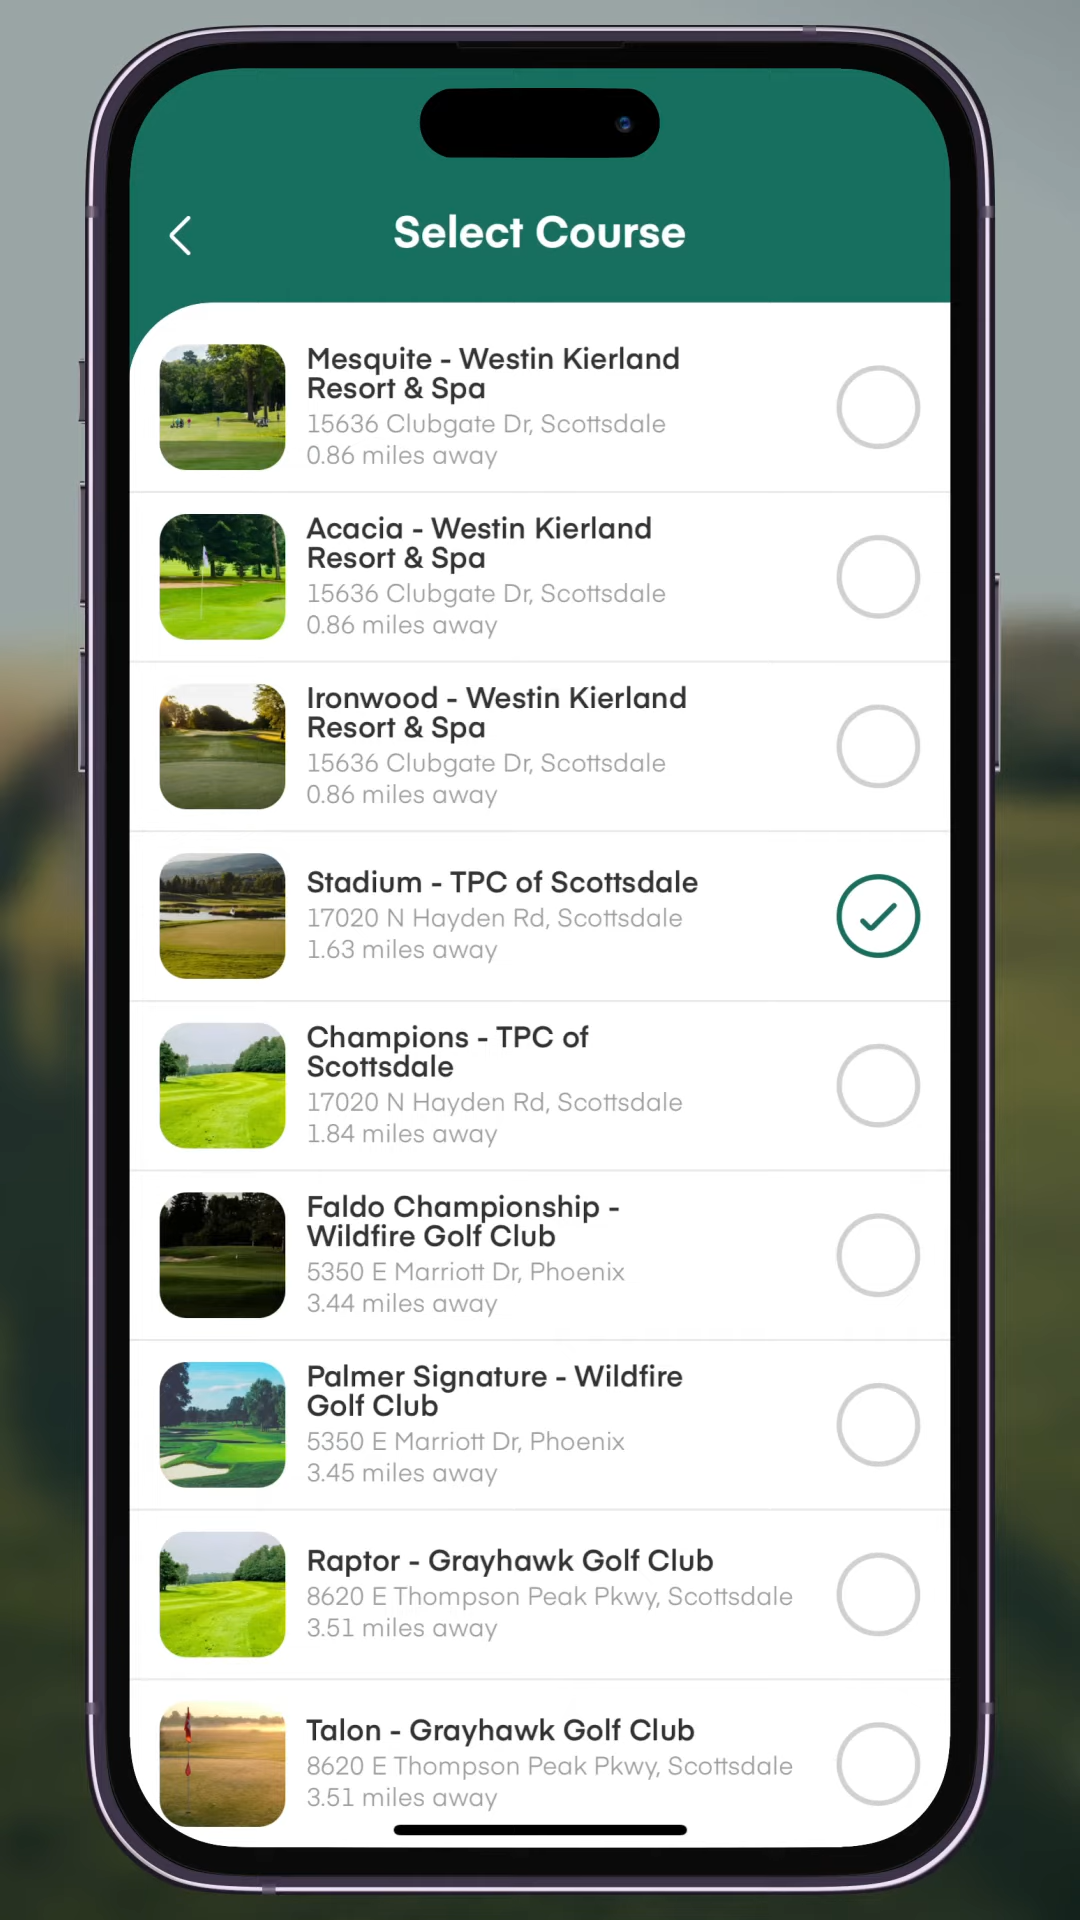 Select Course
Mesquite - Westin Kierland
Resort & Spa
15636 Clubgate Dr, Scottsdale
0.86 miles away
Acacia - Westin Kierland
Resort & Spa
15636 Clubgate Dr, Scottsdale
0.86 miles away
Ironwood - Westin Kierland
Resort & Spa
15636 Clubgate Dr, Scottsdale
0.86 miles away
Stadium - TPC of Scottsdale
17020 N Hayden Rd, Scottsdale
1.63 miles away
Champions - TPC of
Scottsdale
17020 N Hayden Rd, Scottsdale
1.84 miles away
Faldo Championship -
Wildfire Golf Club
5350 E Marriott Dr, Phoenix
3.44 miles away
Palmer Signature - Wildfire
Golf Club
5350 E Marriott Dr, Phoenix
3.45 miles away
Raptor - Grayhawk Golf Club
8620 E Thompson Peak Pkwy, Scottsdale
3.51 miles away
Talon - Grayhawk Golf Club
8620 E Thompson Peak Pkwy, Scottsdale
3.51 miles away